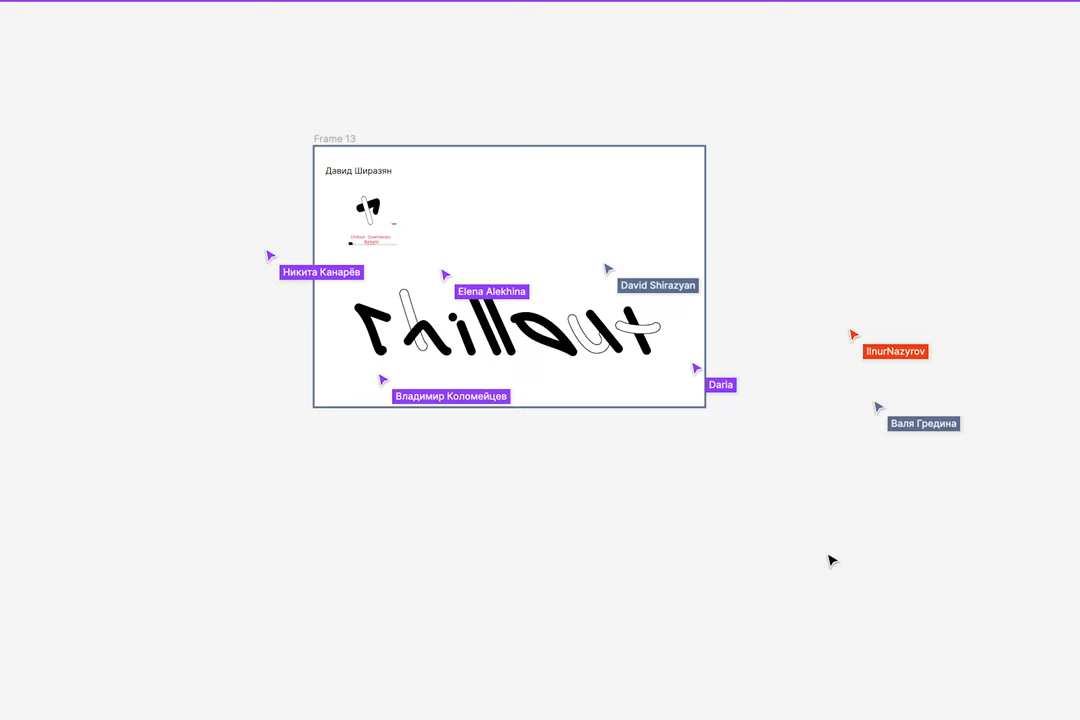 Frame 13
Давид Ширазян
Никита Канарёв
Elena Alekhina
David Shirazyan
Chillout
IlnurNazyrov
Daria
Владимир Коломейцев
Валя Гредина